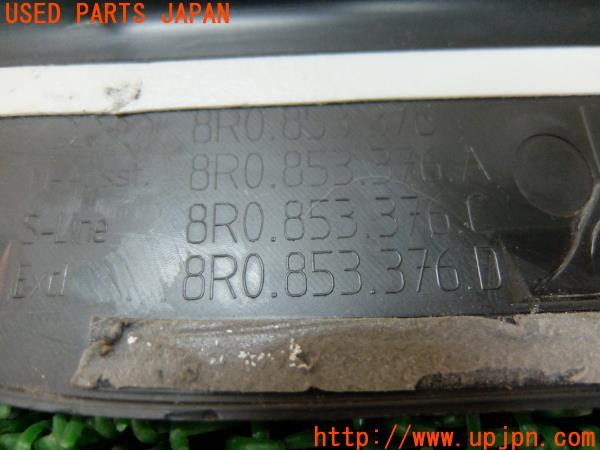 USED PARTS JAPAN
8R0.853.376
8R0.853.376.A
S-Line 8R0.853.376.C
Excl 8R0.853.376.D
http://www.upjpn.com